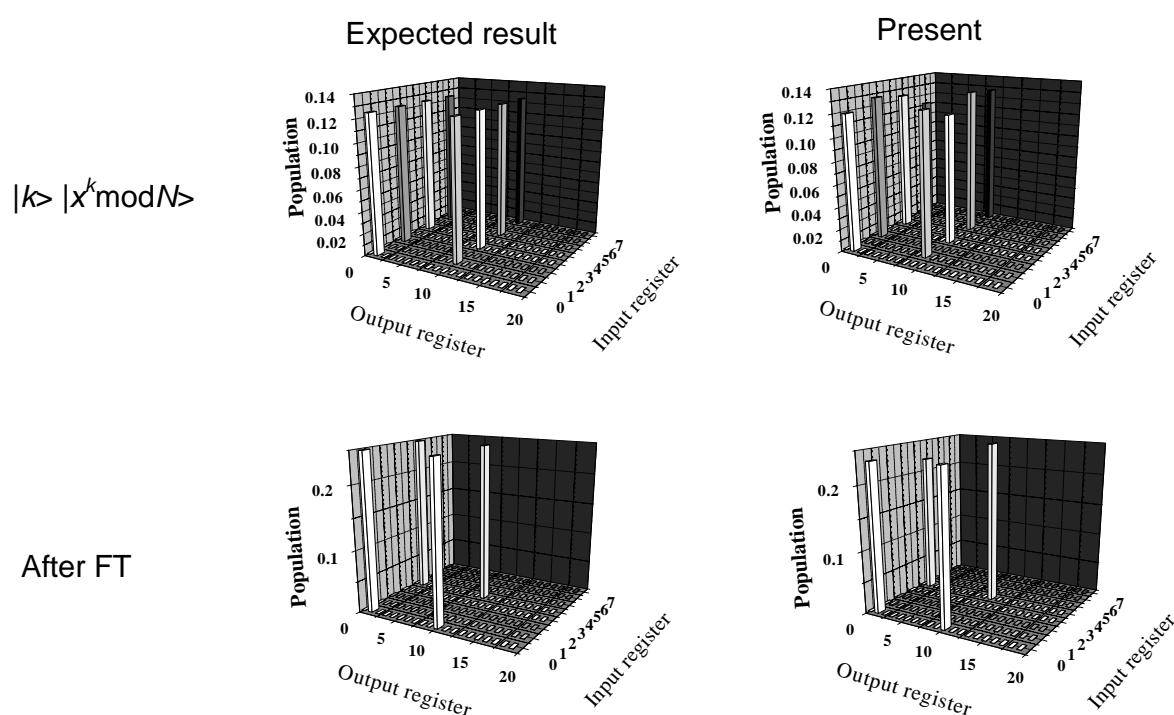 Expected result
Present
|k> |x^k modN>
Population
0.14
0.12
0.10
0.08
0.06
0.04
0.02
0
5
10
15
20
Output register
0 1 2 3 4 5 6 7
Input register
Population
0.14
0.12
0.10
0.08
0.06
0.04
0.02
0
5
10
15
20
Output register
0 1 2 3 4 5 6 7
Input register
After FT
Population
0.2
0.1
0
5
10
15
20
Output register
0 1 2 3 4 5 6 7
Input register
Population
0.2
0.1
0
5
10
15
20
Output register
0 1 2 3 4 5 6 7
Input register